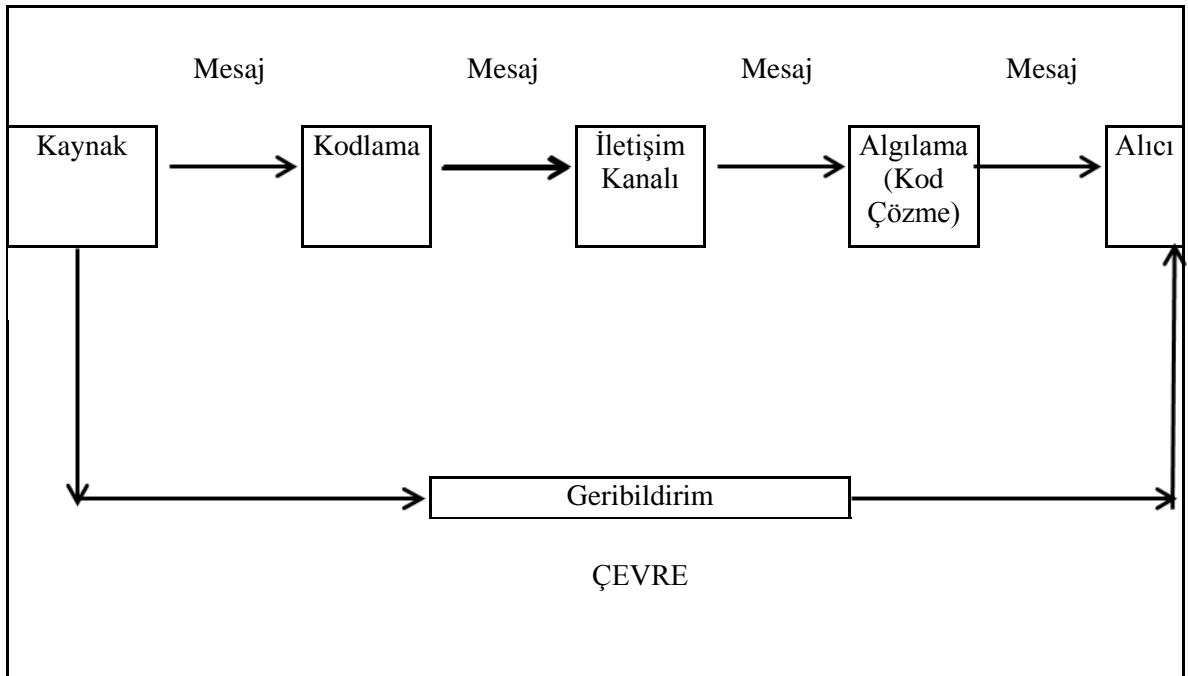 Mesaj Mesaj Mesaj Mesaj
Kaynak
Kodlama
İletişim
Kanalı
Algılama
(Kod
Çözme)
Alıcı
Geribildirim
ÇEVRE